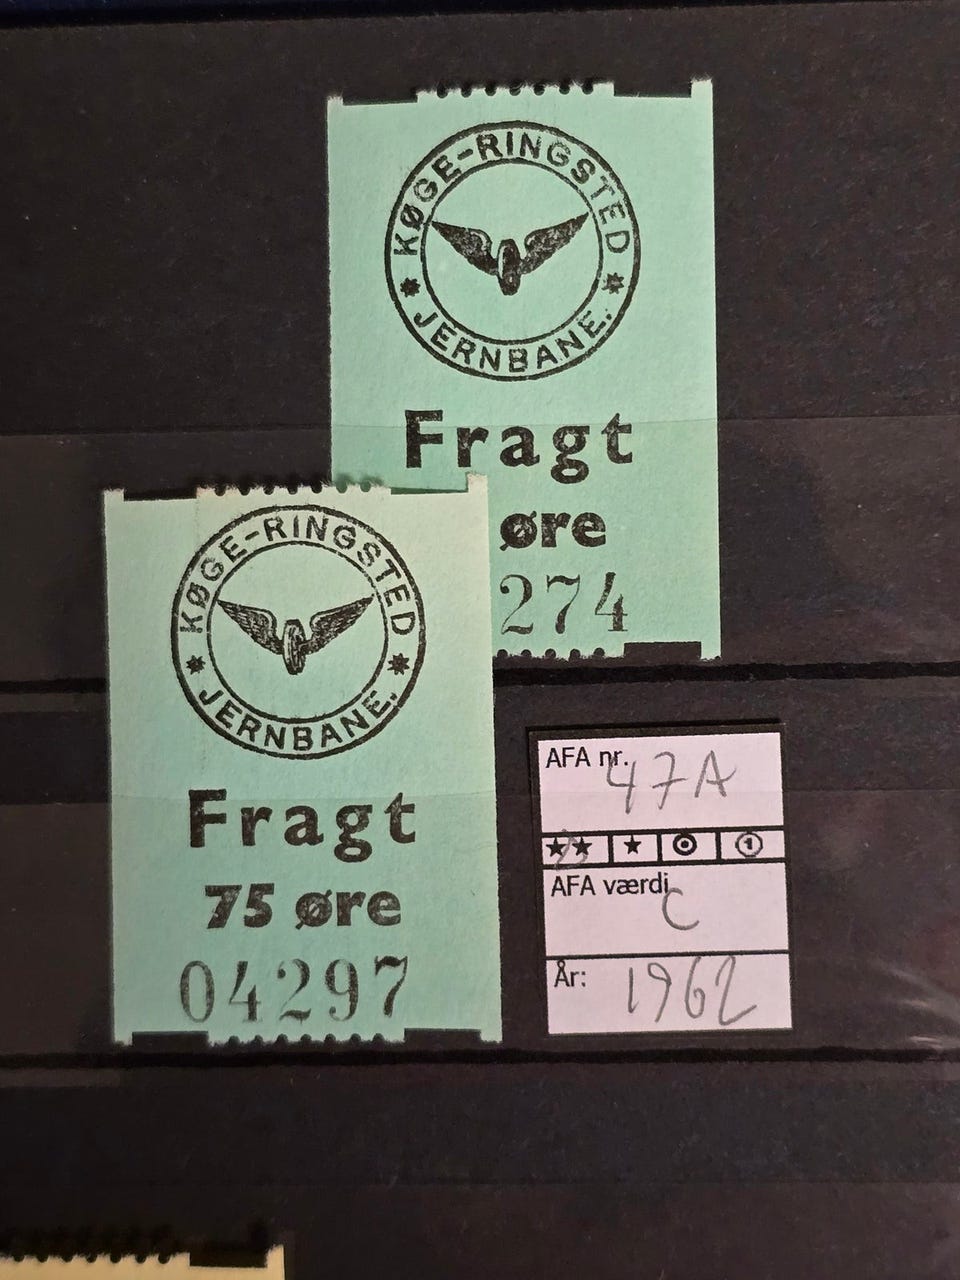 KØGE-RINGSTED
JERNBANE.
Fragt
øre
274
KØGE-RINGSTED
JERNBANE.
Fragt
75 øre
04297
AFA nr. 47A
AFA værdi C
År: 1962